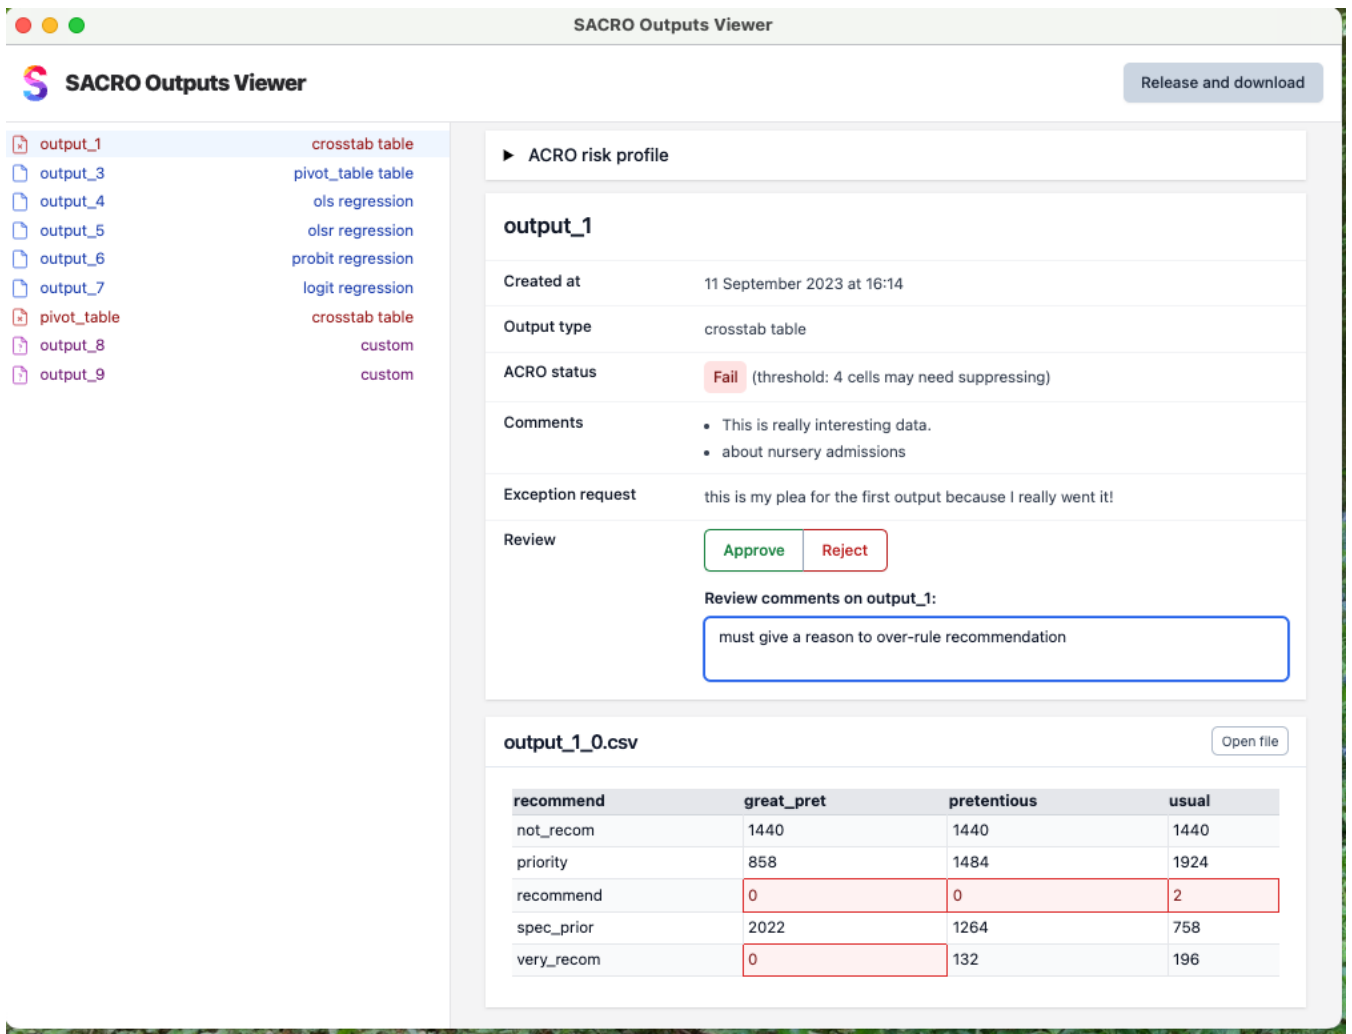 SACRO Outputs Viewer
SACRO Outputs Viewer
Release and download
output_1 crosstab table
output_3 pivot_table table
output_4 ols regression
output_5 olsr regression
output_6 probit regression
output_7 logit regression
pivot_table crosstab table
output_8 custom
output_9 custom
ACRO risk profile
output_1
Created at 11 September 2023 at 16:14
Output type crosstab table
ACRO status Fail (threshold: 4 cells may need suppressing)
Comments • This is really interesting data.
• about nursery admissions
Exception request this is my plea for the first output because I really went it!
Review Approve Reject
Review comments on output_1:
must give a reason to over-rule recommendation
output_1_0.csv Open file
recommend great_pret pretentious usual
not_recom 1440 1440 1440
priority 858 1484 1924
recommend 0 0 2
spec_prior 2022 1264 758
very_recom 0 132 196